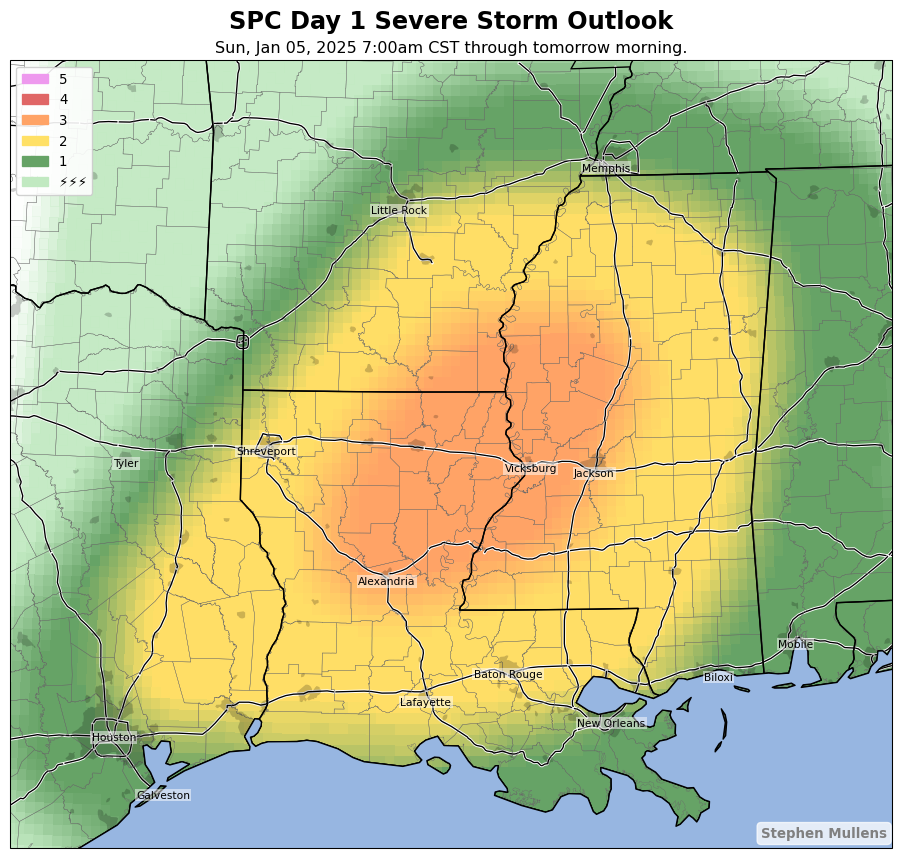 SPC Day 1 Severe Storm Outlook
Sun, Jan 05, 2025 7:00am CST through tomorrow morning.
5
4
3
2
1
⚡⚡⚡
Memphis
Little Rock
Shreveport
Tyler
Vicksburg
Jackson
Alexandria
Mobile
Baton Rouge
Biloxi
Lafayette
New Orleans
Houston
Galveston
Stephen Mullens